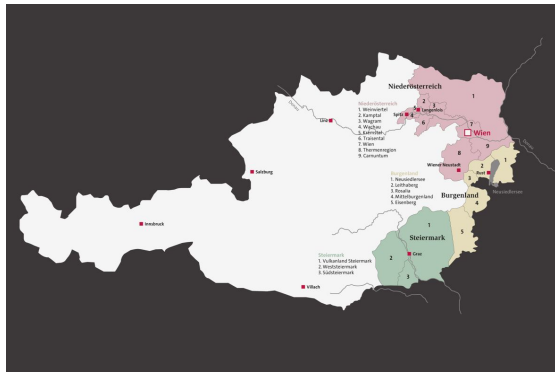 Niederösterreich
Niederösterreich
1. Weinviertel
2. Kamptal
3. Wagram
4. Wachau
5. Kremstal
6. Traisental
7. Wien
8. Thermenregion
9. Carnuntum
1
2
3
Langenlois
5
Spitz
4
6
7
Wien
8
9
Donau
Donau
Linz
Salzburg
Innsbruck
Villach
Wiener Neustadt
Burgenland
1. Neusiedlersee
2. Leithaberg
3. Rosalia
4. Mittelburgenland
5. Eisenberg
1
2
Rust
3
Neusiedlersee
Burgenland
4
5
1
Steiermark
Steiermark
1. Vulkanland Steiermark
2. Weststeiermark
3. Südsteiermark
Graz
2
3